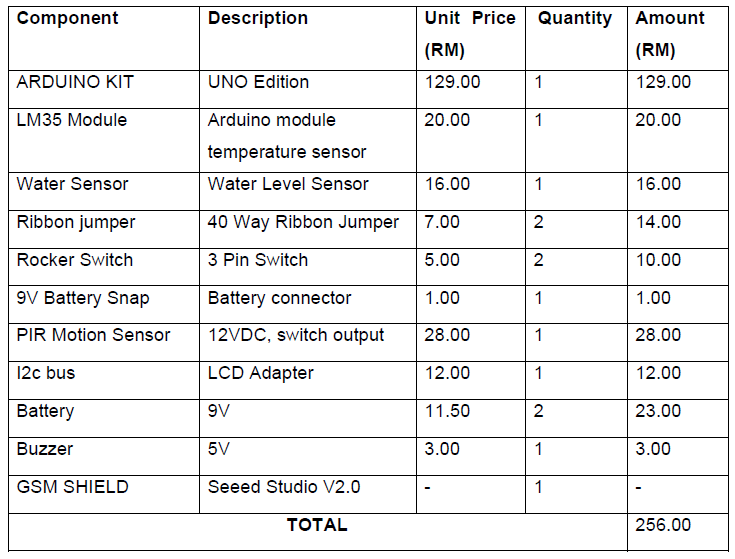 Component Description Unit Price (RM) Quantity Amount (RM)
ARDUINO KIT UNO Edition 129.00 1 129.00
LM35 Module Arduino module temperature sensor 20.00 1 20.00
Water Sensor Water Level Sensor 16.00 1 16.00
Ribbon jumper 40 Way Ribbon Jumper 7.00 2 14.00
Rocker Switch 3 Pin Switch 5.00 2 10.00
9V Battery Snap Battery connector 1.00 1 1.00
PIR Motion Sensor 12VDC, switch output 28.00 1 28.00
I2c bus LCD Adapter 12.00 1 12.00
Battery 9V 11.50 2 23.00
Buzzer 5V 3.00 1 3.00
GSM SHIELD Seeed Studio V2.0 - 1 -
TOTAL 256.00